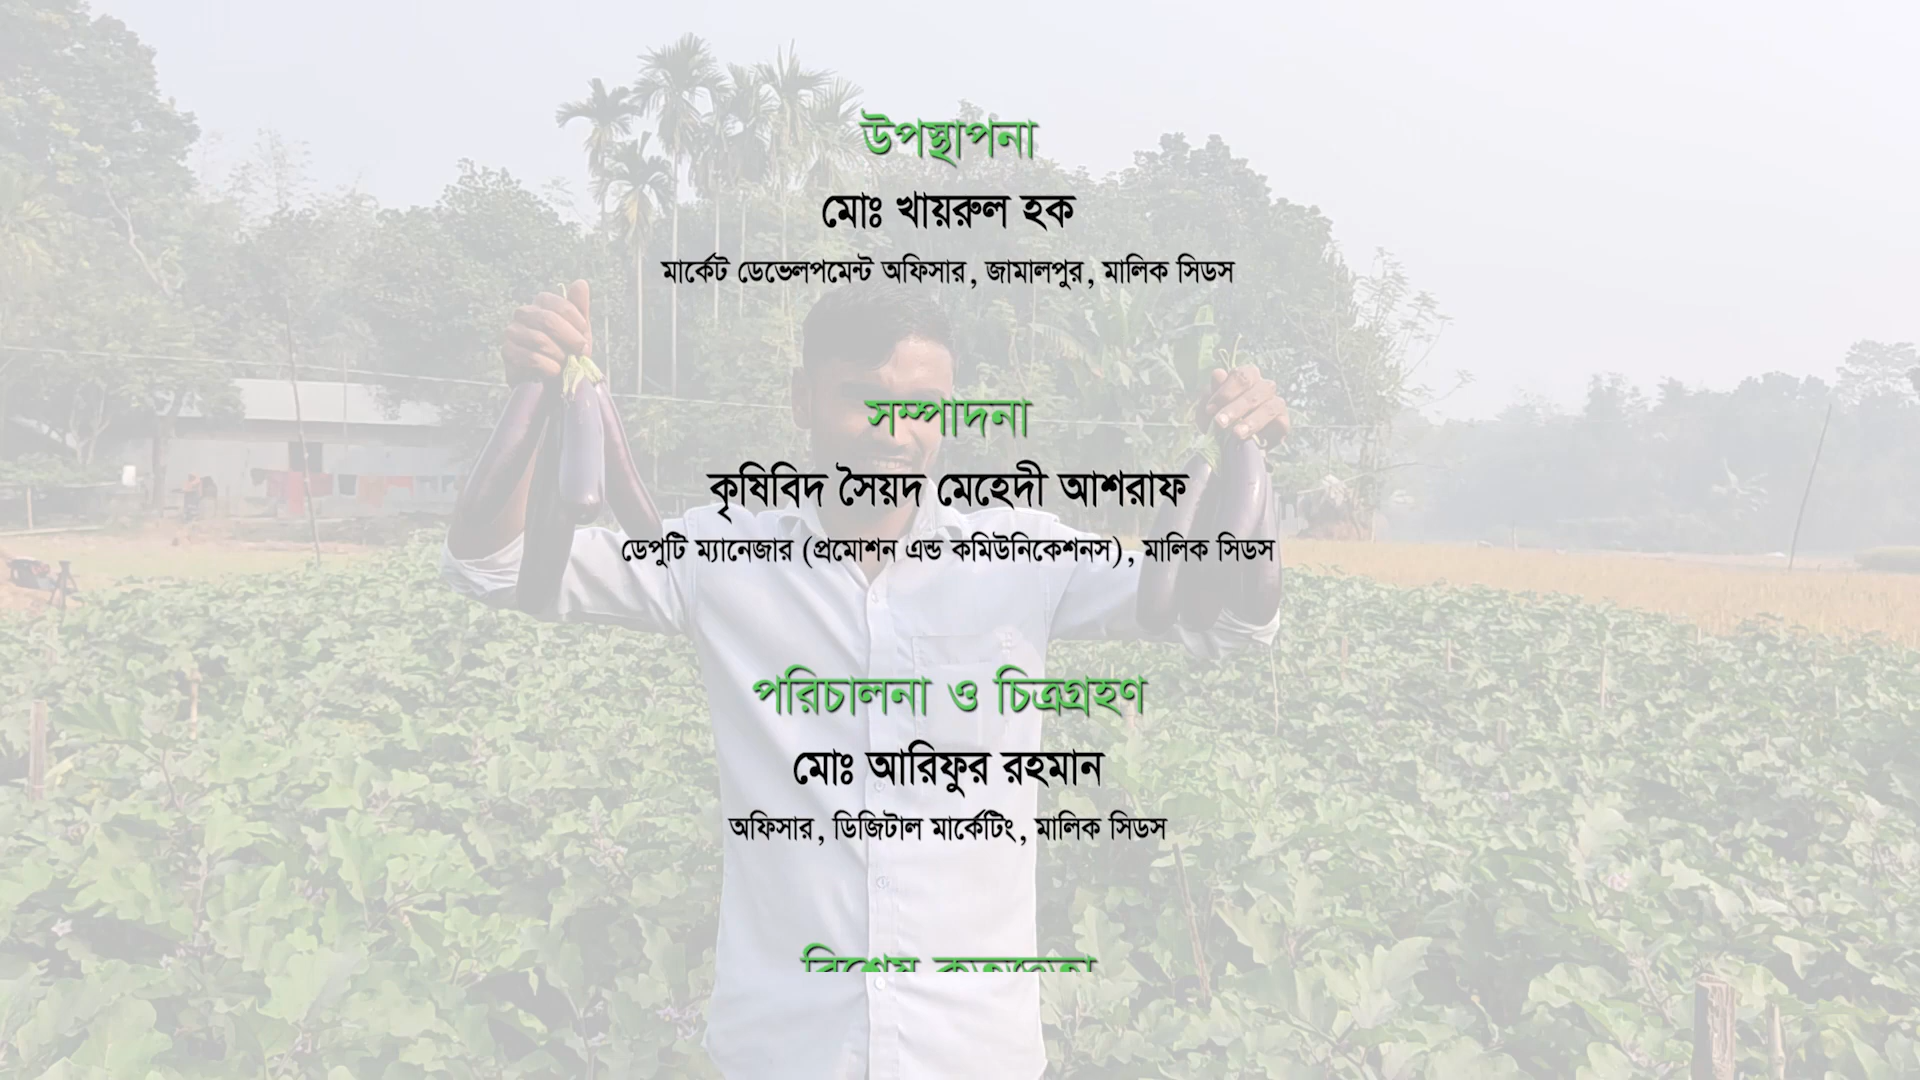 উপস্থাপনা
মোঃ খায়রুল হক
মার্কেট ডেভেলপমেন্ট অফিসার, জামালপুর, মালিক সিডস
সম্পাদনা
কৃষিবিদ সৈয়দ মেহেদী আশরাফ
ডেপুটি ম্যানেজার (প্রমোশন এন্ড কমিউনিকেশনস), মালিক সিডস
পরিচালনা ও চিত্রগ্রহণ
মোঃ আরিফুর রহমান
অফিসার, ডিজিটাল মার্কেটিং, মালিক সিডস
বিশেষ